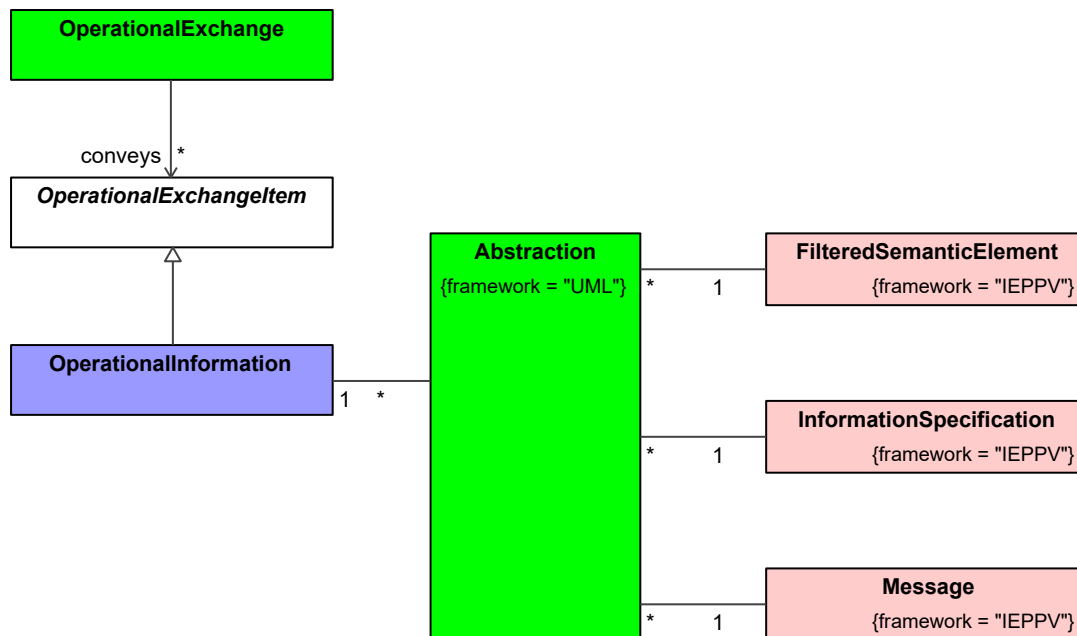 OperationalExchange
conveys *
OperationalExchangeItem
Abstraction
{framework = "UML"}
FilteredSemanticElement
{framework = "IEPPV"}
* 1
OperationalInformation
1 *
InformationSpecification
{framework = "IEPPV"}
* 1
Message
{framework = "IEPPV"}
* 1